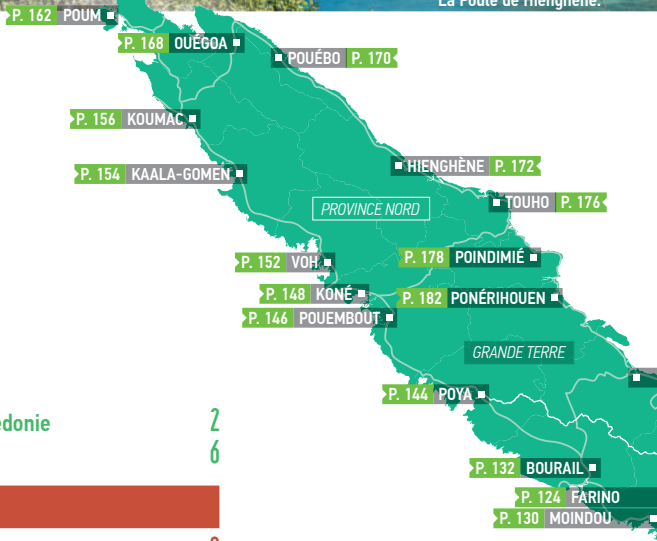 La Poule de Hienghène.
P. 162 POUM
P. 168 OUÉGOA
POUÉBO P. 170
P. 156 KOUMAC
HIENGHÈNE P. 172
P. 154 KAALA-GOMEN
TOUHO P. 176
PROVINCE NORD
P. 152 VOH
P. 178 POINDIMIÉ
P. 148 KONÉ
P. 182 PONÉRIHOUEN
P. 146 POUEMBOUT
GRANDE TERRE
P. 144 POYA
2
6
P. 132 BOURAIL
P. 124 FARINO
P. 130 MOINDOU